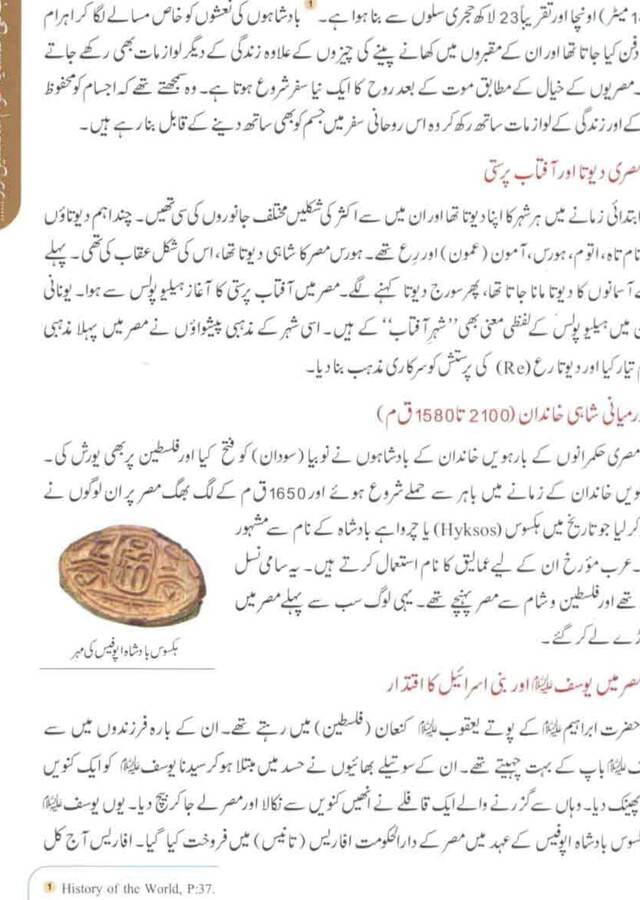 میٹر) اونچا اور تقریباً 23 لاکھ حجری سلوں سے بنا ہوا ہے۔ 1 بادشاہوں کی نعشوں کو خاص مسالے لگا کر اہرام
دفن کیا جاتا تھا اور ان کے مقبروں میں کھانے پینے کی چیزوں کے علاوہ زندگی کے دیگر لوازمات بھی رکھے جاتے
۔ مصریوں کے خیال کے مطابق موت کے بعد روح کا ایک نیا سفر شروع ہوتا ہے۔ وہ سمجھتے تھے کہ اجسام کو محفوظ
کے اور زندگی کے لوازمات ساتھ رکھ کر وہ اس روحانی سفر میں جسم کو بھی ساتھ دینے کے قابل بنا رہے ہیں۔
مصری دیوتا اور آفتاب پرستی
ابتدائی زمانے میں ہر شہر کا اپنا دیوتا تھا اور ان میں سے اکثر کی شکلیں مختلف جانوروں کی سی تھیں۔ چند اہم دیوتاؤں
نام تاہ، اتوم، ہورس، آمون (عمون) اور رِع تھے۔ ہورس مصر کا شاہی دیوتا تھا، اس کی شکل عقاب کی تھی۔ پہلے
آسمانوں کا دیوتا مانا جاتا تھا، پھر سورج دیوتا کہنے لگے۔ مصر میں آفتاب پرستی کا آغاز ہیلیوپولس سے ہوا۔ یونانی
میں ہیلیوپولس کے لفظی معنی بھی ’’شہرِ آفتاب‘‘ کے ہیں۔ اسی شہر کے مذہبی پیشواؤں نے مصر میں پہلا مذہبی
تیار کیا اور دیوتا رع (Re) کی پرستش کو سرکاری مذہب بنا دیا۔
درمیانی شاہی خاندان (2100 تا 1580 ق م)
مصری حکمرانوں کے بارھویں خاندان کے بادشاہوں نے نوبیا (سوڈان) کو فتح کیا اور فلسطین پر بھی یورش کی۔
ویں خاندان کے زمانے میں باہر سے حملے شروع ہوئے اور 1650 ق م کے لگ بھگ مصر پر ان لوگوں نے
کر لیا جو تاریخ میں ہکسوس (Hyksos) یا چرواہے بادشاہ کے نام سے مشہور
۔ عرب مؤرخ ان کے لیے عمالیق کا نام استعمال کرتے ہیں۔ یہ سامی نسل
تھے اور فلسطین و شام سے مصر پہنچے تھے۔ یہی لوگ سب سے پہلے مصر میں
ڑے لے کر گئے۔
ہکسوس بادشاہ اپوفیس کی مہر
مصر میں یوسف علیہ السلام اور بنی اسرائیل کا اقتدار
حضرت ابراہیم علیہ السلام کے پوتے یعقوب علیہ السلام کنعان (فلسطین) میں رہتے تھے۔ ان کے بارہ فرزندوں میں سے
علیہ السلام باپ کے بہت چہیتے تھے۔ ان کے سوتیلے بھائیوں نے حسد میں مبتلا ہو کر سیدنا یوسف علیہ السلام کو ایک کنویں
پھینک دیا۔ وہاں سے گزرنے والے ایک قافلے نے انھیں کنویں سے نکالا اور مصر لے جا کر بیچ دیا۔ یوں یوسف علیہ السلام
ہکسوس بادشاہ اپوفیس کے عہد میں مصر کے دارالحکومت افاریس (تانیس) میں فروخت کیا گیا۔ افاریس آج کل
1 History of the World, P:37.